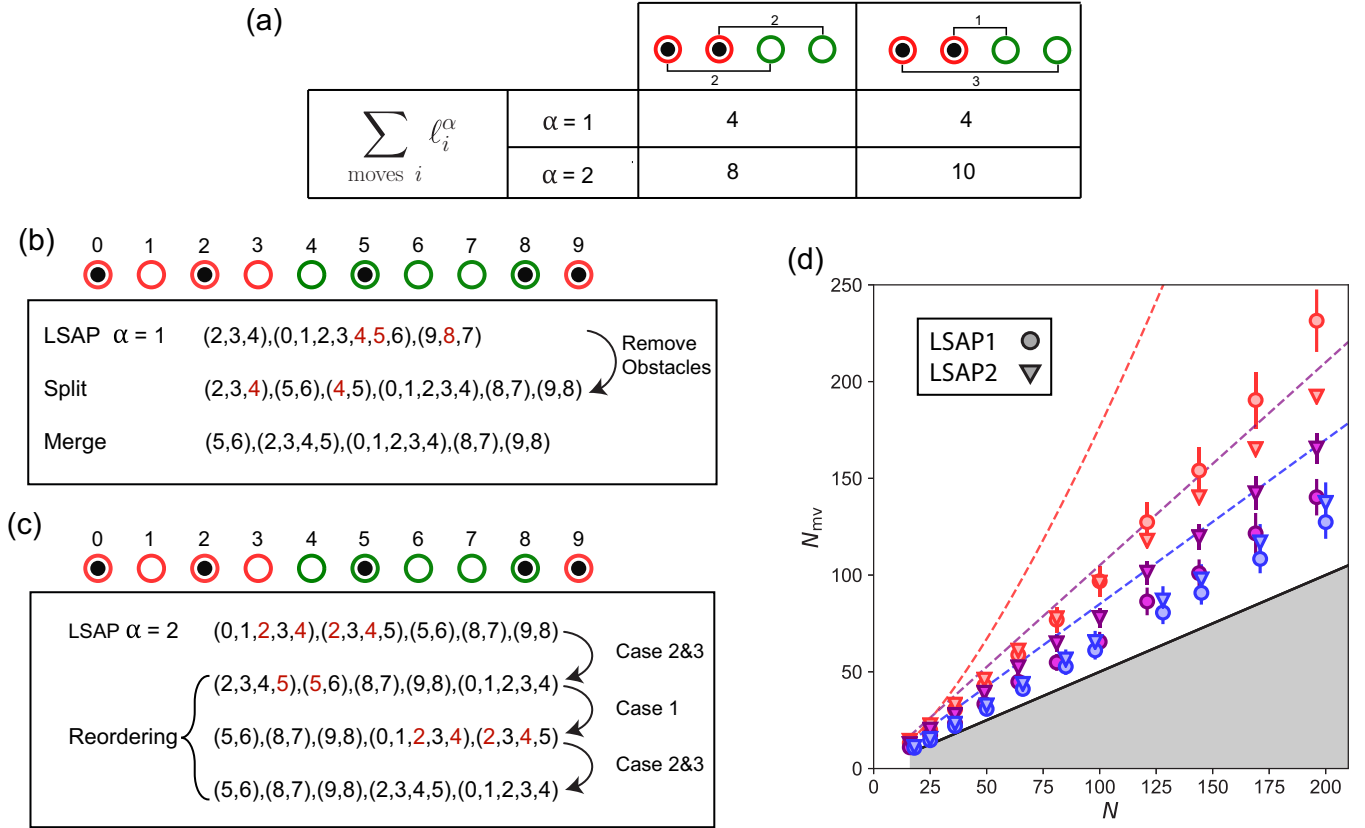 (a)
2 1
2 3
∑ ℓ_i^α
moves i
α = 1 4 4
α = 2 8 10
(b)
0 1 2 3 4 5 6 7 8 9
LSAP α = 1 (2,3,4),(0,1,2,3,4,5,6),(9,8,7)
Remove
Obstacles
Split (2,3,4),(5,6),(4,5),(0,1,2,3,4),(8,7),(9,8)
Merge (5,6),(2,3,4,5),(0,1,2,3,4),(8,7),(9,8)
(c)
0 1 2 3 4 5 6 7 8 9
LSAP α = 2 (0,1,2,3,4),(2,3,4,5),(5,6),(8,7),(9,8)
Case 2&3
(2,3,4,5),(5,6),(8,7),(9,8),(0,1,2,3,4)
Case 1
Reordering (5,6),(8,7),(9,8),(0,1,2,3,4),(2,3,4,5)
Case 2&3
(5,6),(8,7),(9,8),(2,3,4,5),(0,1,2,3,4)
(d)
250
200
150
100
50
0
N_mv
LSAP1
LSAP2
0 25 50 75 100 125 150 175 200
N